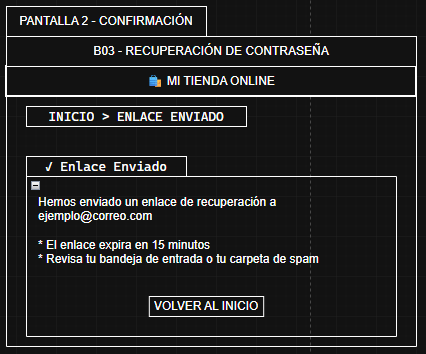 PANTALLA 2 - CONFIRMACIÓN
B03 - RECUPERACIÓN DE CONTRASEÑA
🛍️ MI TIENDA ONLINE
INICIO > ENLACE ENVIADO
✓ Enlace Enviado
Hemos enviado un enlace de recuperación a
ejemplo@correo.com
* El enlace expira en 15 minutos
* Revisa tu bandeja de entrada o tu carpeta de spam
VOLVER AL INICIO